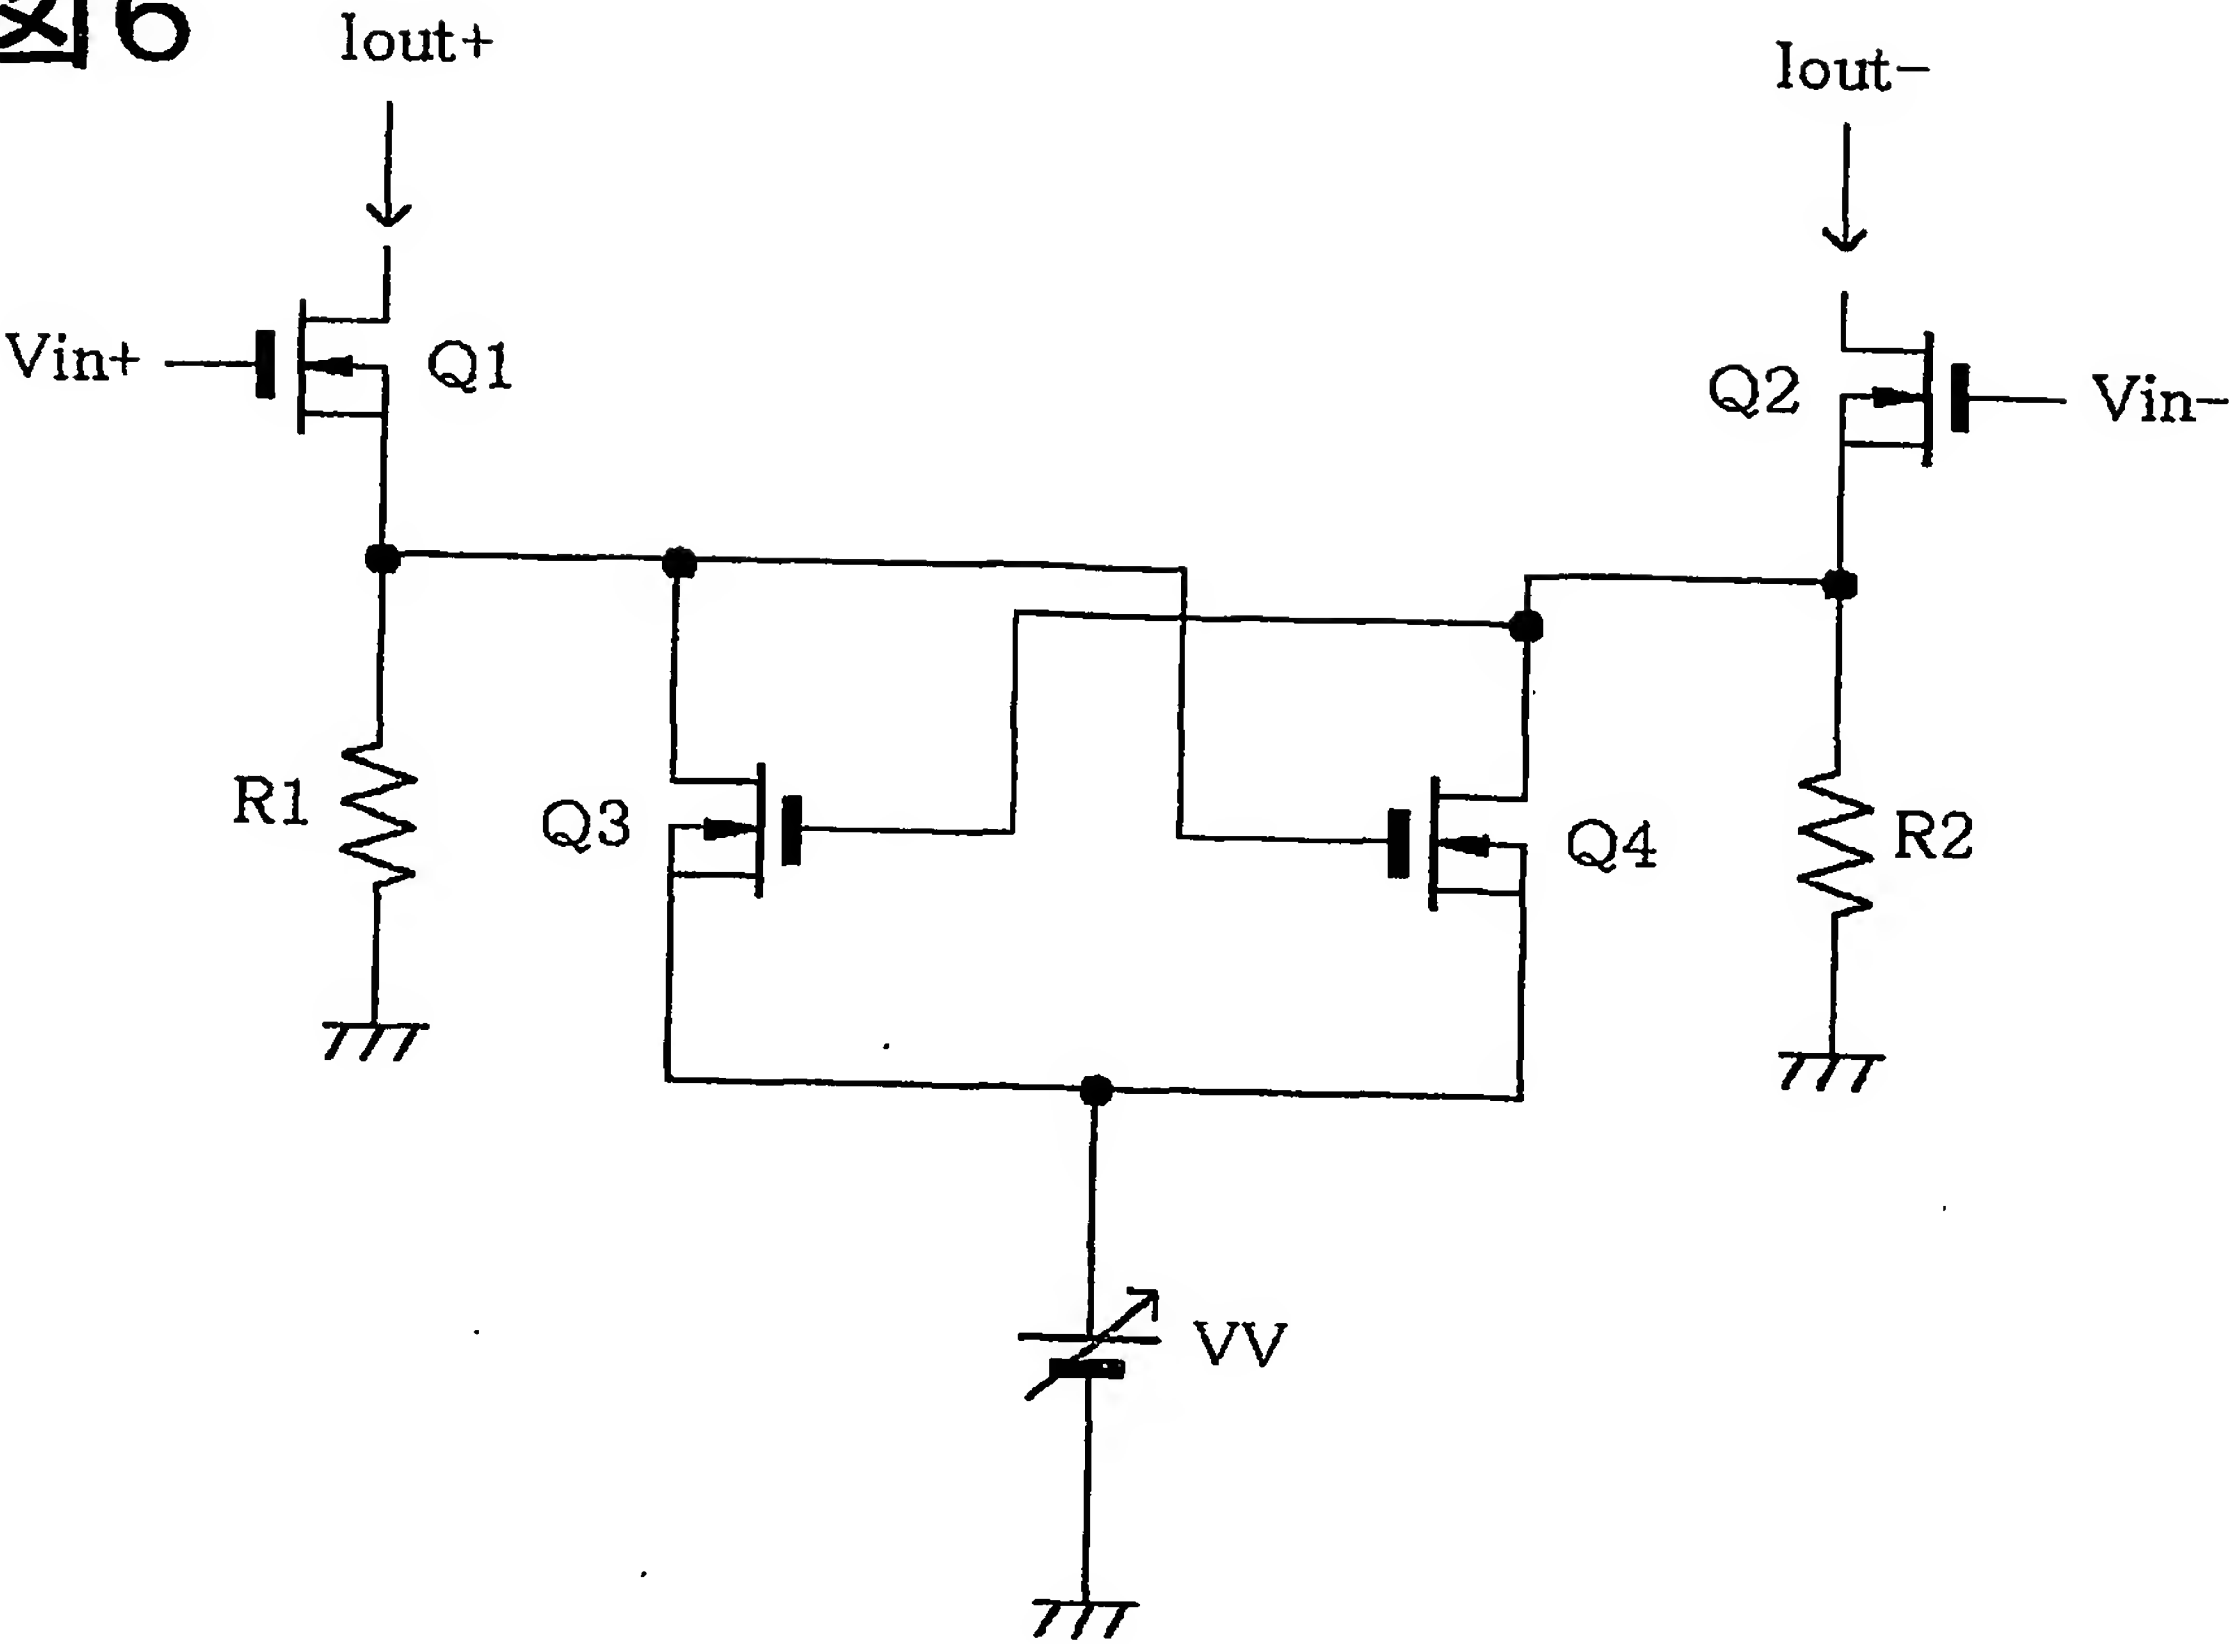 図6
Iout+
Iout-
Vin+
Q1
Q2
Vin-
R1
Q3
Q4
R2
VV